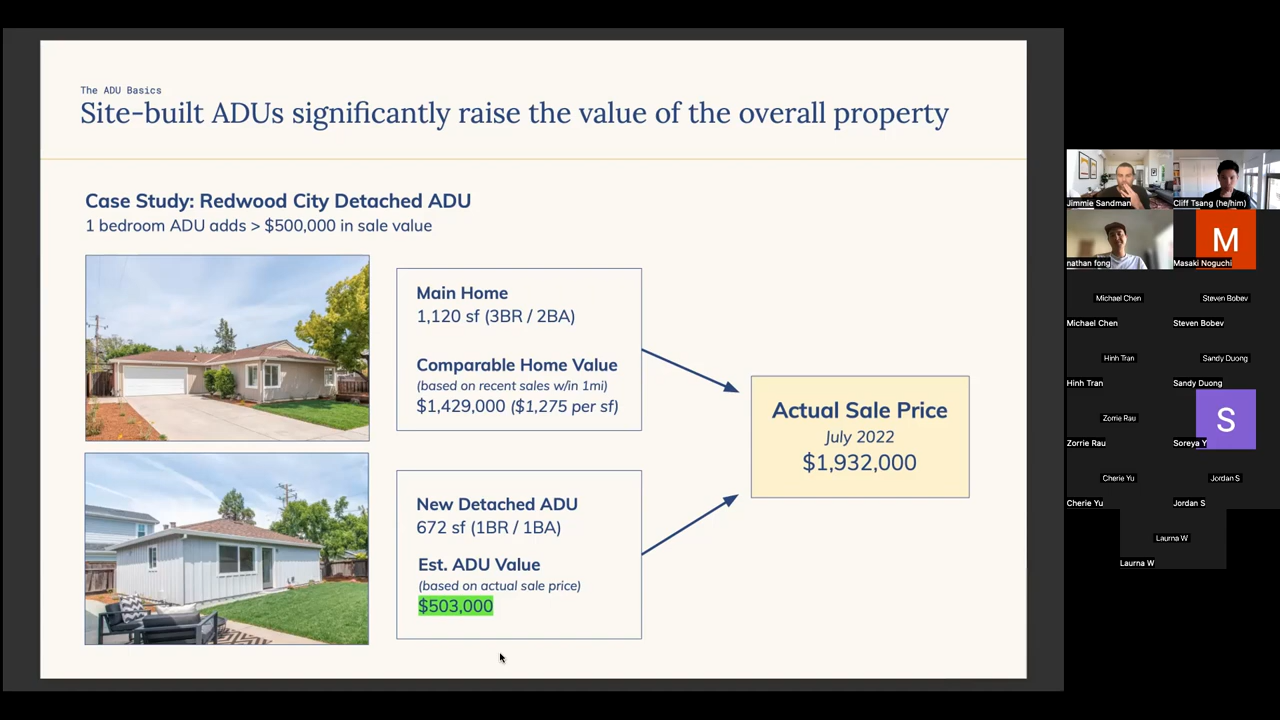 The ADU Basics
Site-built ADUs significantly raise the value of the overall property
Case Study: Redwood City Detached ADU
1 bedroom ADU adds > $500,000 in sale value
Main Home
1,120 sf (3BR / 2BA)
Comparable Home Value
(based on recent sales w/in 1mi)
$1,429,000 ($1,275 per sf)
New Detached ADU
672 sf (1BR / 1BA)
Est. ADU Value
(based on actual sale price)
$503,000
Actual Sale Price
July 2022
$1,932,000
Jimmie Sandman
Cliff Tsang (he/him)
nathan fong
M
Masaki Noguchi
Michael Chen
Steven Bobev
Michael Chen
Steven Bobev
Hinh Tran
Sandy Duong
Hinh Tran
Sandy Duong
Zorrie Rau
S
Zorrie Rau
Soreya Y
Cherie Yu
Jordan S
Cherie Yu
Jordan S
Laurna W
Laurna W